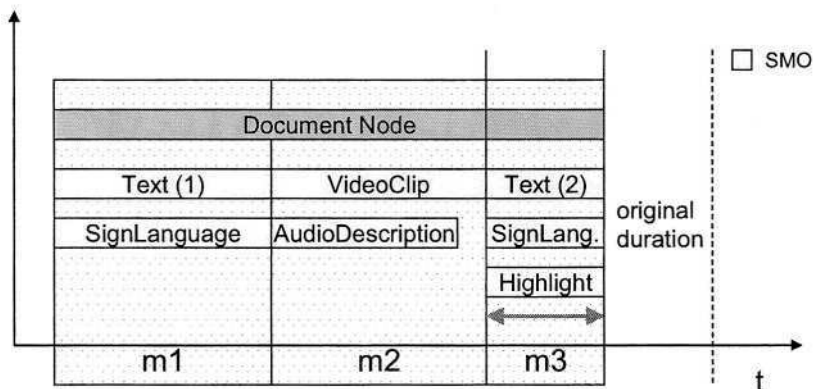 SMO
Document Node
Text (1) VideoClip Text (2)
SignLanguage AudioDescription SignLang.
original
duration
Highlight
m1 m2 m3
t